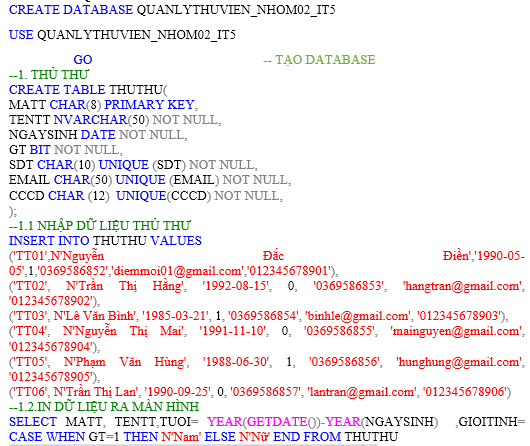 CREATE DATABASE QUANLYTHUVIEN_NHOM02_IT5
USE QUANLYTHUVIEN_NHOM02_IT5
GO -- TẠO DATABASE
--1. THỦ THƯ
CREATE TABLE THUTHU(
MATT CHAR(8) PRIMARY KEY,
TENTT NVARCHAR(50) NOT NULL,
NGAYSINH DATE NOT NULL,
GT BIT NOT NULL,
SDT CHAR(10) UNIQUE (SDT) NOT NULL,
EMAIL CHAR(50) UNIQUE (EMAIL) NOT NULL,
CCCD CHAR (12) UNIQUE(CCCD) NOT NULL,
);
--1.1 NHẬP DỮ LIỆU THỦ THƯ
INSERT INTO THUTHU VALUES
('TT01',N'Nguyễn Đắc Điền','1990-05-
05',1,'0369586852','diemmoi01@gmail.com','012345678901'),
('TT02', N'Trần Thị Hằng', '1992-08-15', 0, '0369586853', 'hangtran@gmail.com',
'012345678902'),
('TT03', N'Lê Văn Bình', '1985-03-21', 1, '0369586854', 'binhle@gmail.com', '012345678903'),
('TT04', N'Nguyễn Thị Mai', '1991-11-10', 0, '0369586855', 'mainguyen@gmail.com',
'012345678904'),
('TT05', N'Phạm Văn Hùng', '1988-06-30', 1, '0369586856', 'hunghung@gmail.com',
'012345678905'),
('TT06', N'Trần Thị Lan', '1990-09-25', 0, '0369586857', 'lantran@gmail.com', '012345678906')
--1.2.IN DỮ LIỆU RA MÀN HÌNH
SELECT MATT, TENTT,TUOI= YEAR(GETDATE())-YEAR(NGAYSINH) ,GIOITINH=
CASE WHEN GT=1 THEN N'Nam' ELSE N'Nữ' END FROM THUTHU